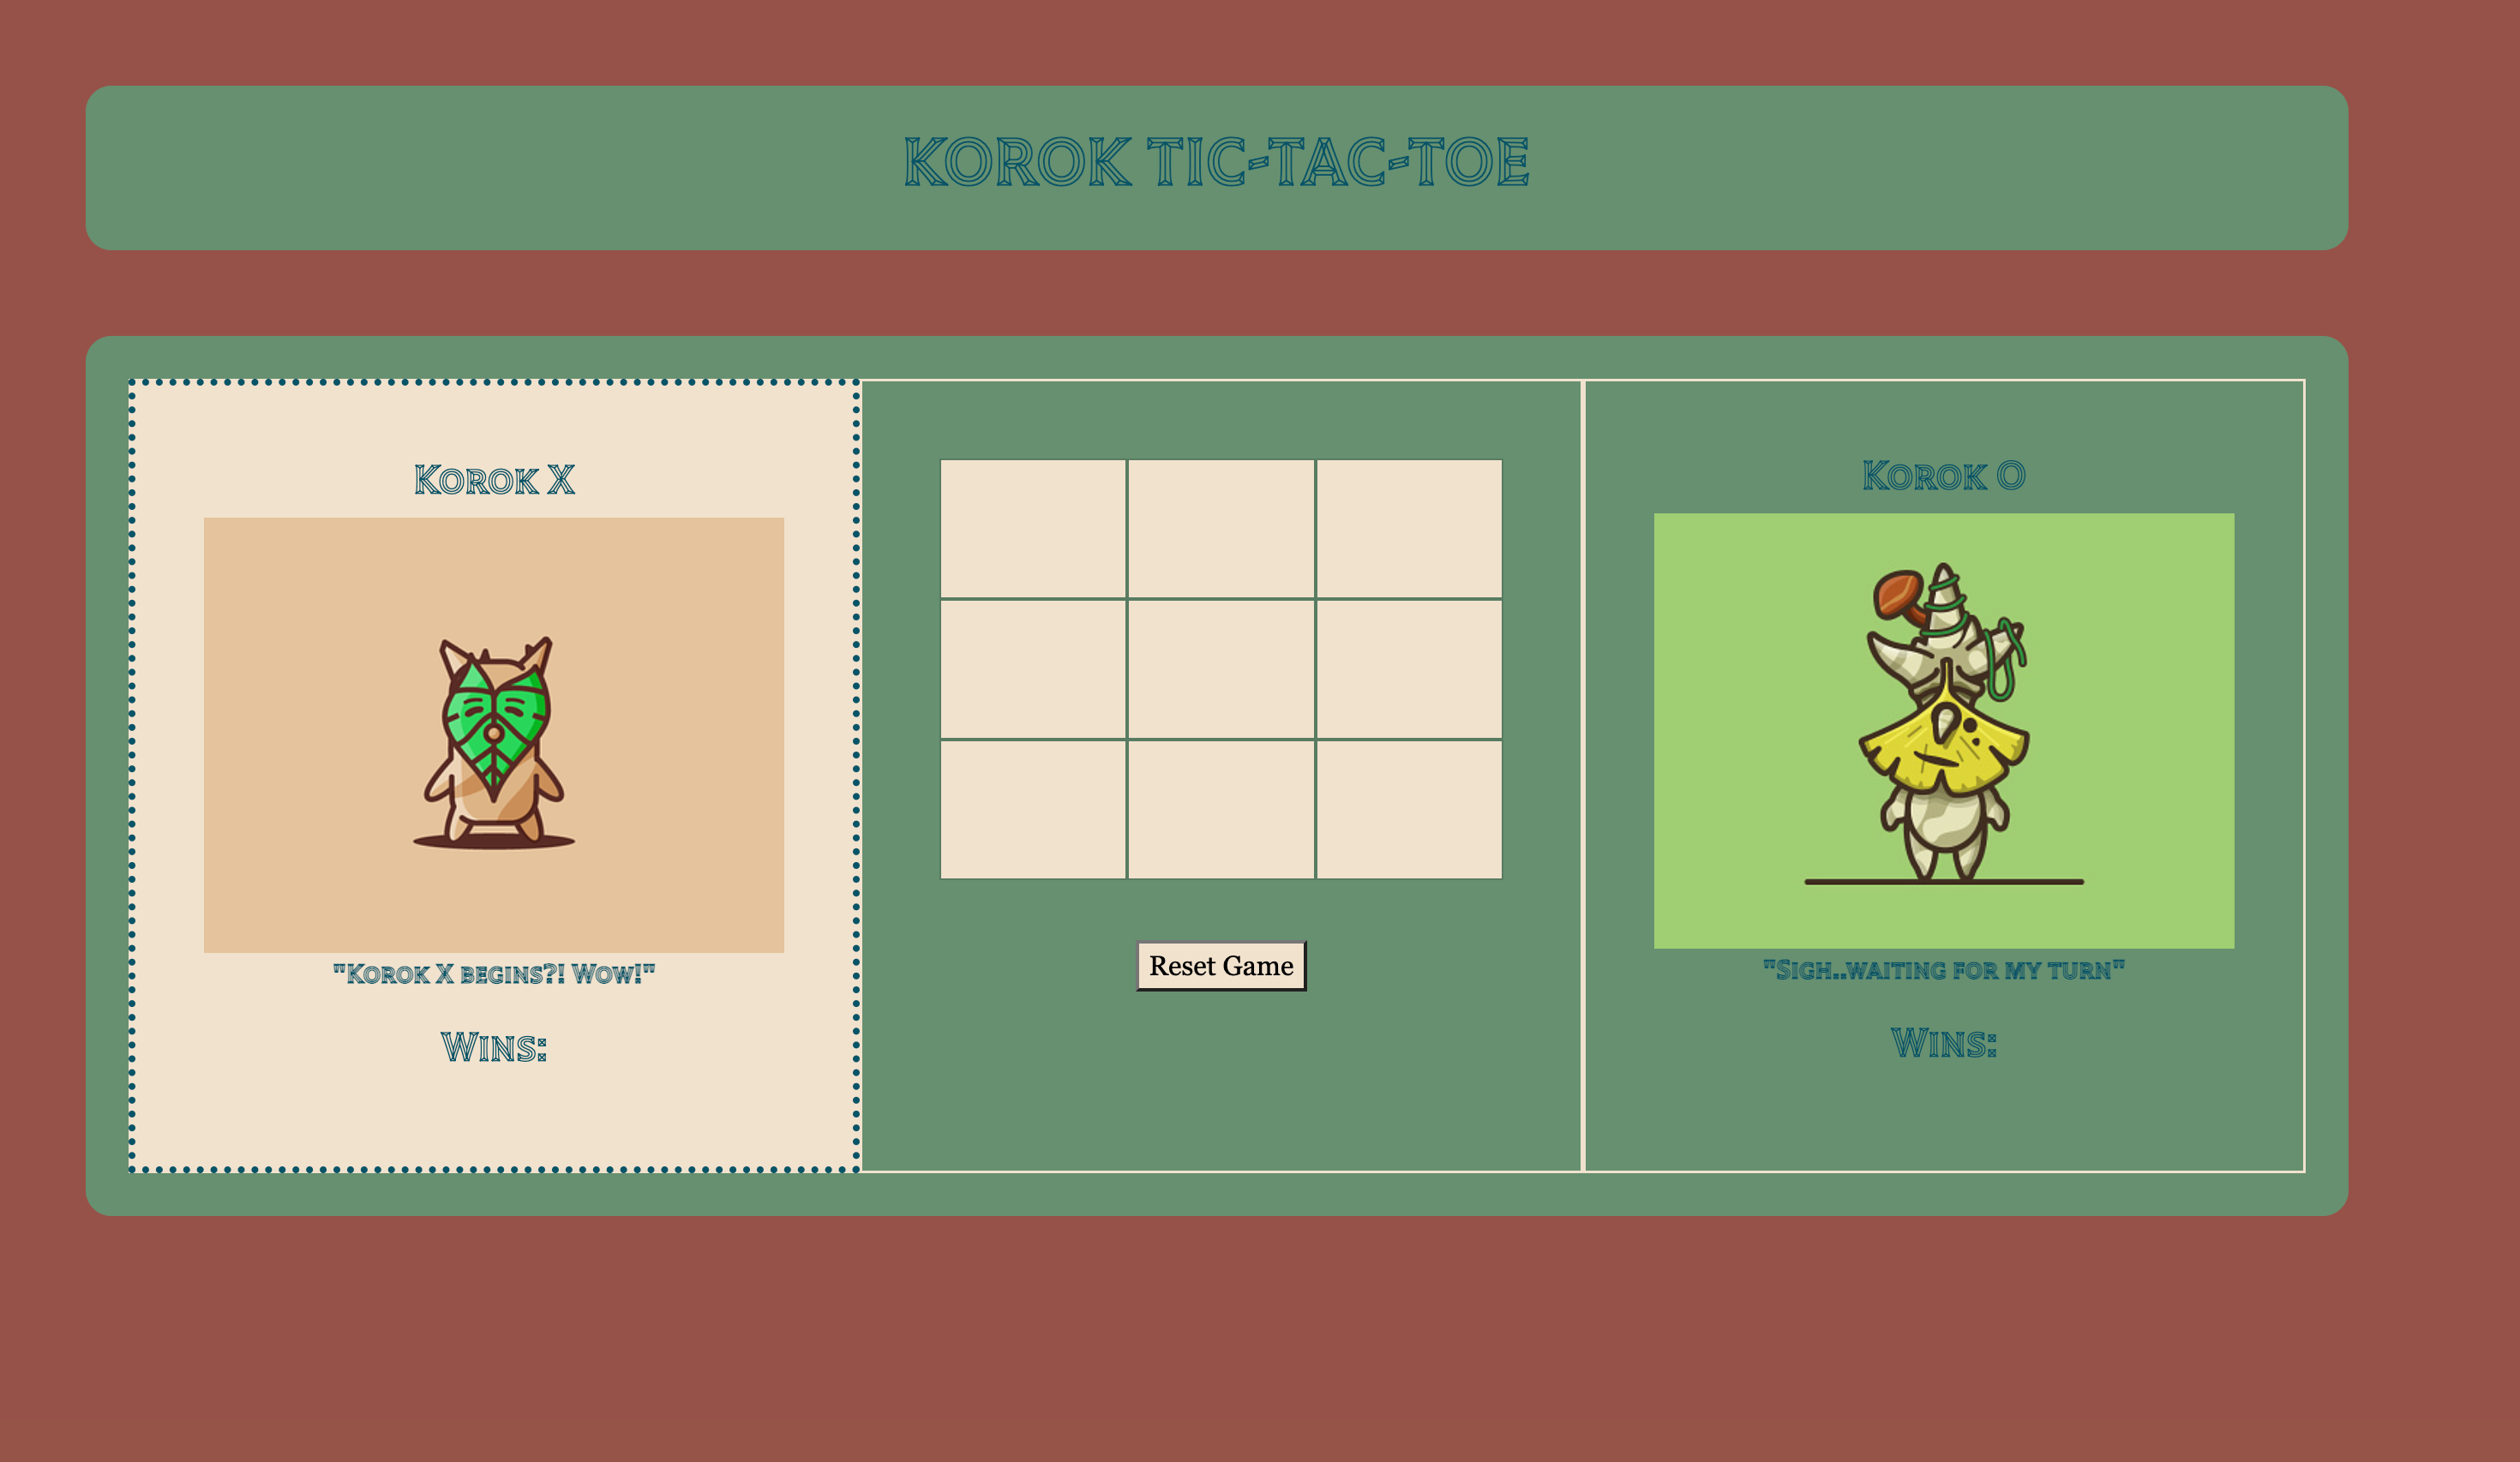 KOROK TIC-TAC-TOE
Korok X
"Korok X begins?! Wow!"
Wins:
Reset Game
Korok O
"Sigh..waiting for my turn"
Wins: